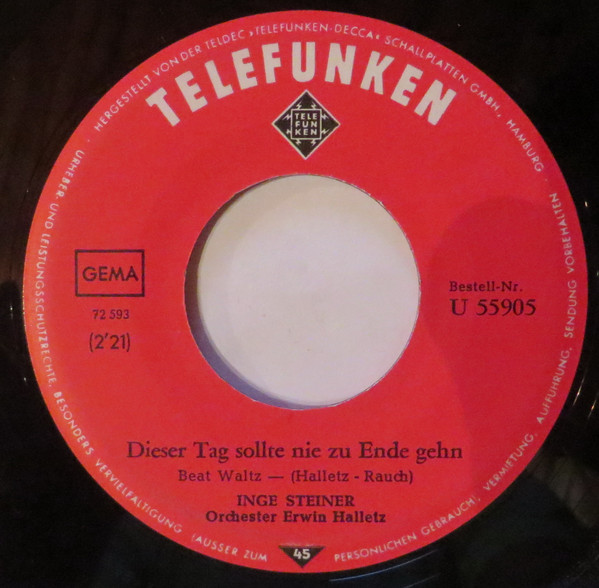 HERGESTELLT VON DER TELDEC »TELEFUNKEN-DECCA« SCHALLPLATTEN GMBH, HAMBURG
TELEFUNKEN
TELE
FUN
KEN
GEMA
72 593
(2'21)
Bestell-Nr.
U 55905
Dieser Tag sollte nie zu Ende gehn
Beat Waltz — (Halletz - Rauch)
INGE STEINER
Orchester Erwin Halletz
45
URHEBER- UND LEISTUNGSSCHUTZRECHTE, BESONDERS VERVIELFÄLTIGUNG (AUSSER ZUM PERSÖNLICHEN GEBRAUCH), VERMIETUNG, AUFFÜHRUNG, SENDUNG VORBEHALTEN